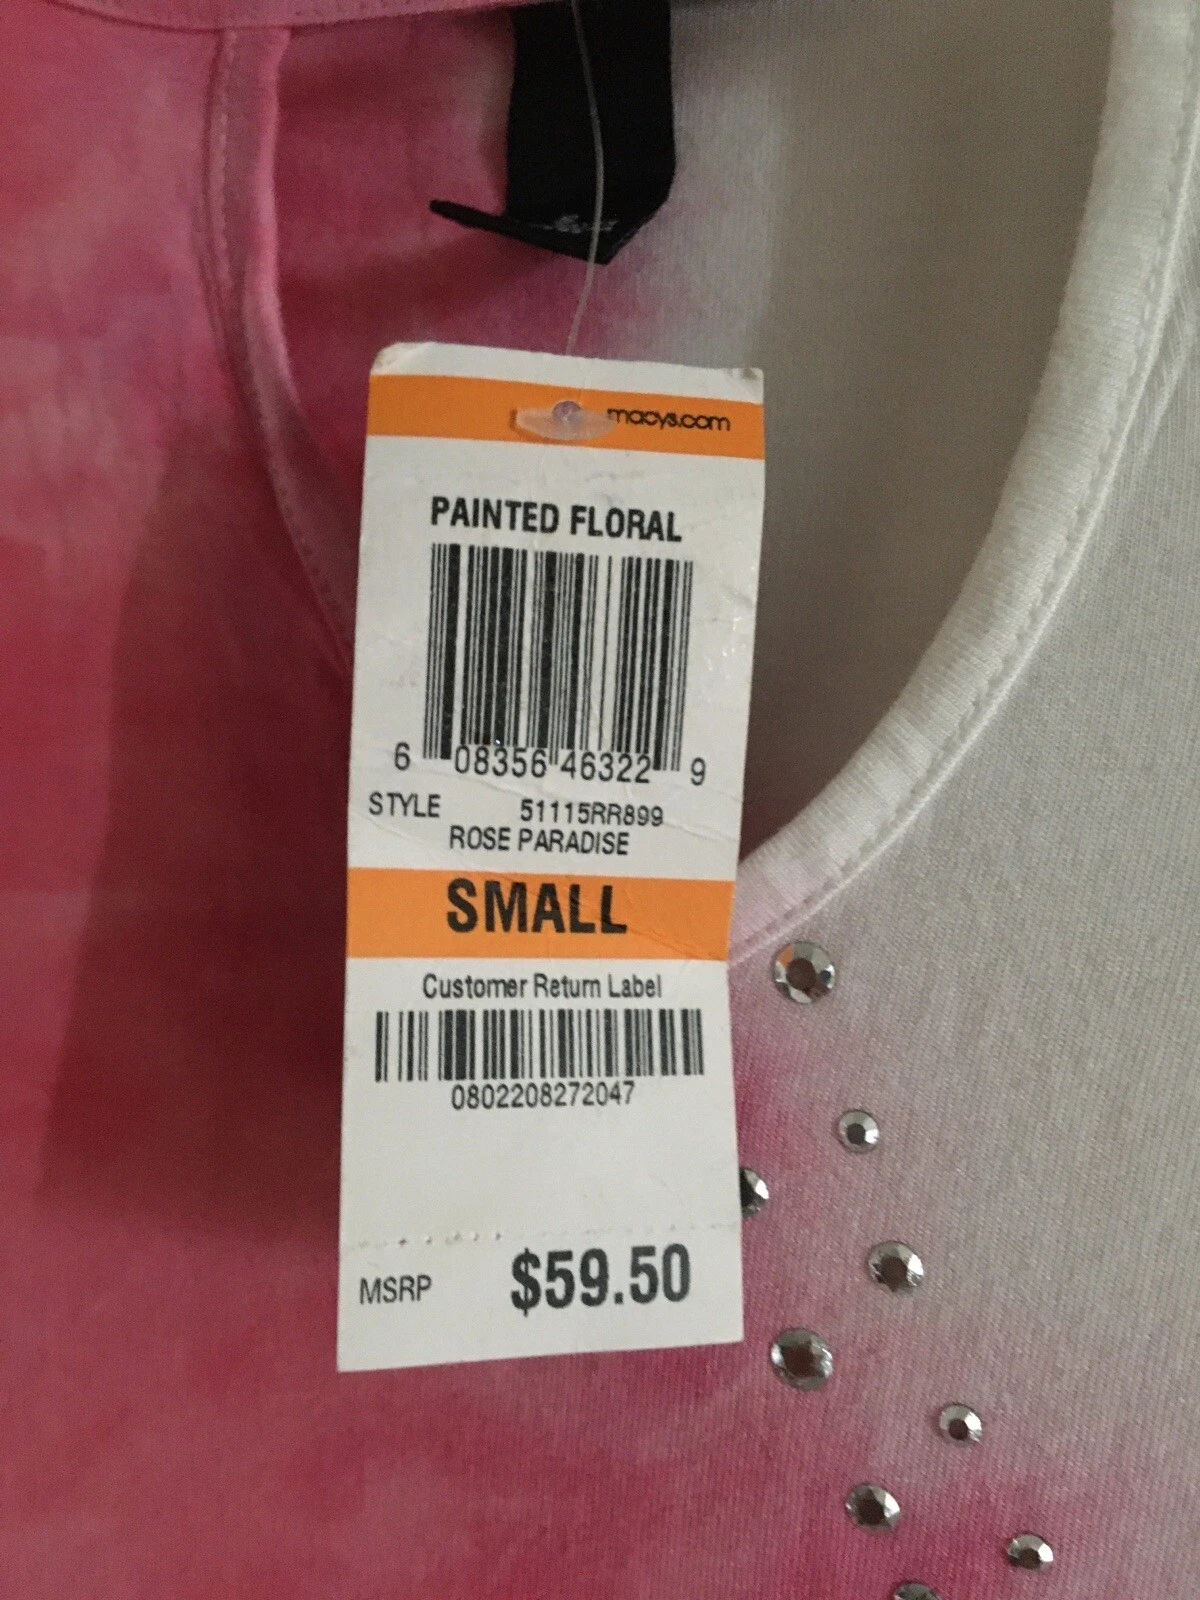 macys.com
PAINTED FLORAL
6 08356 46322 9
STYLE 51115RR899
ROSE PARADISE
SMALL
Customer Return Label
0802208272047
MSRP $59.50